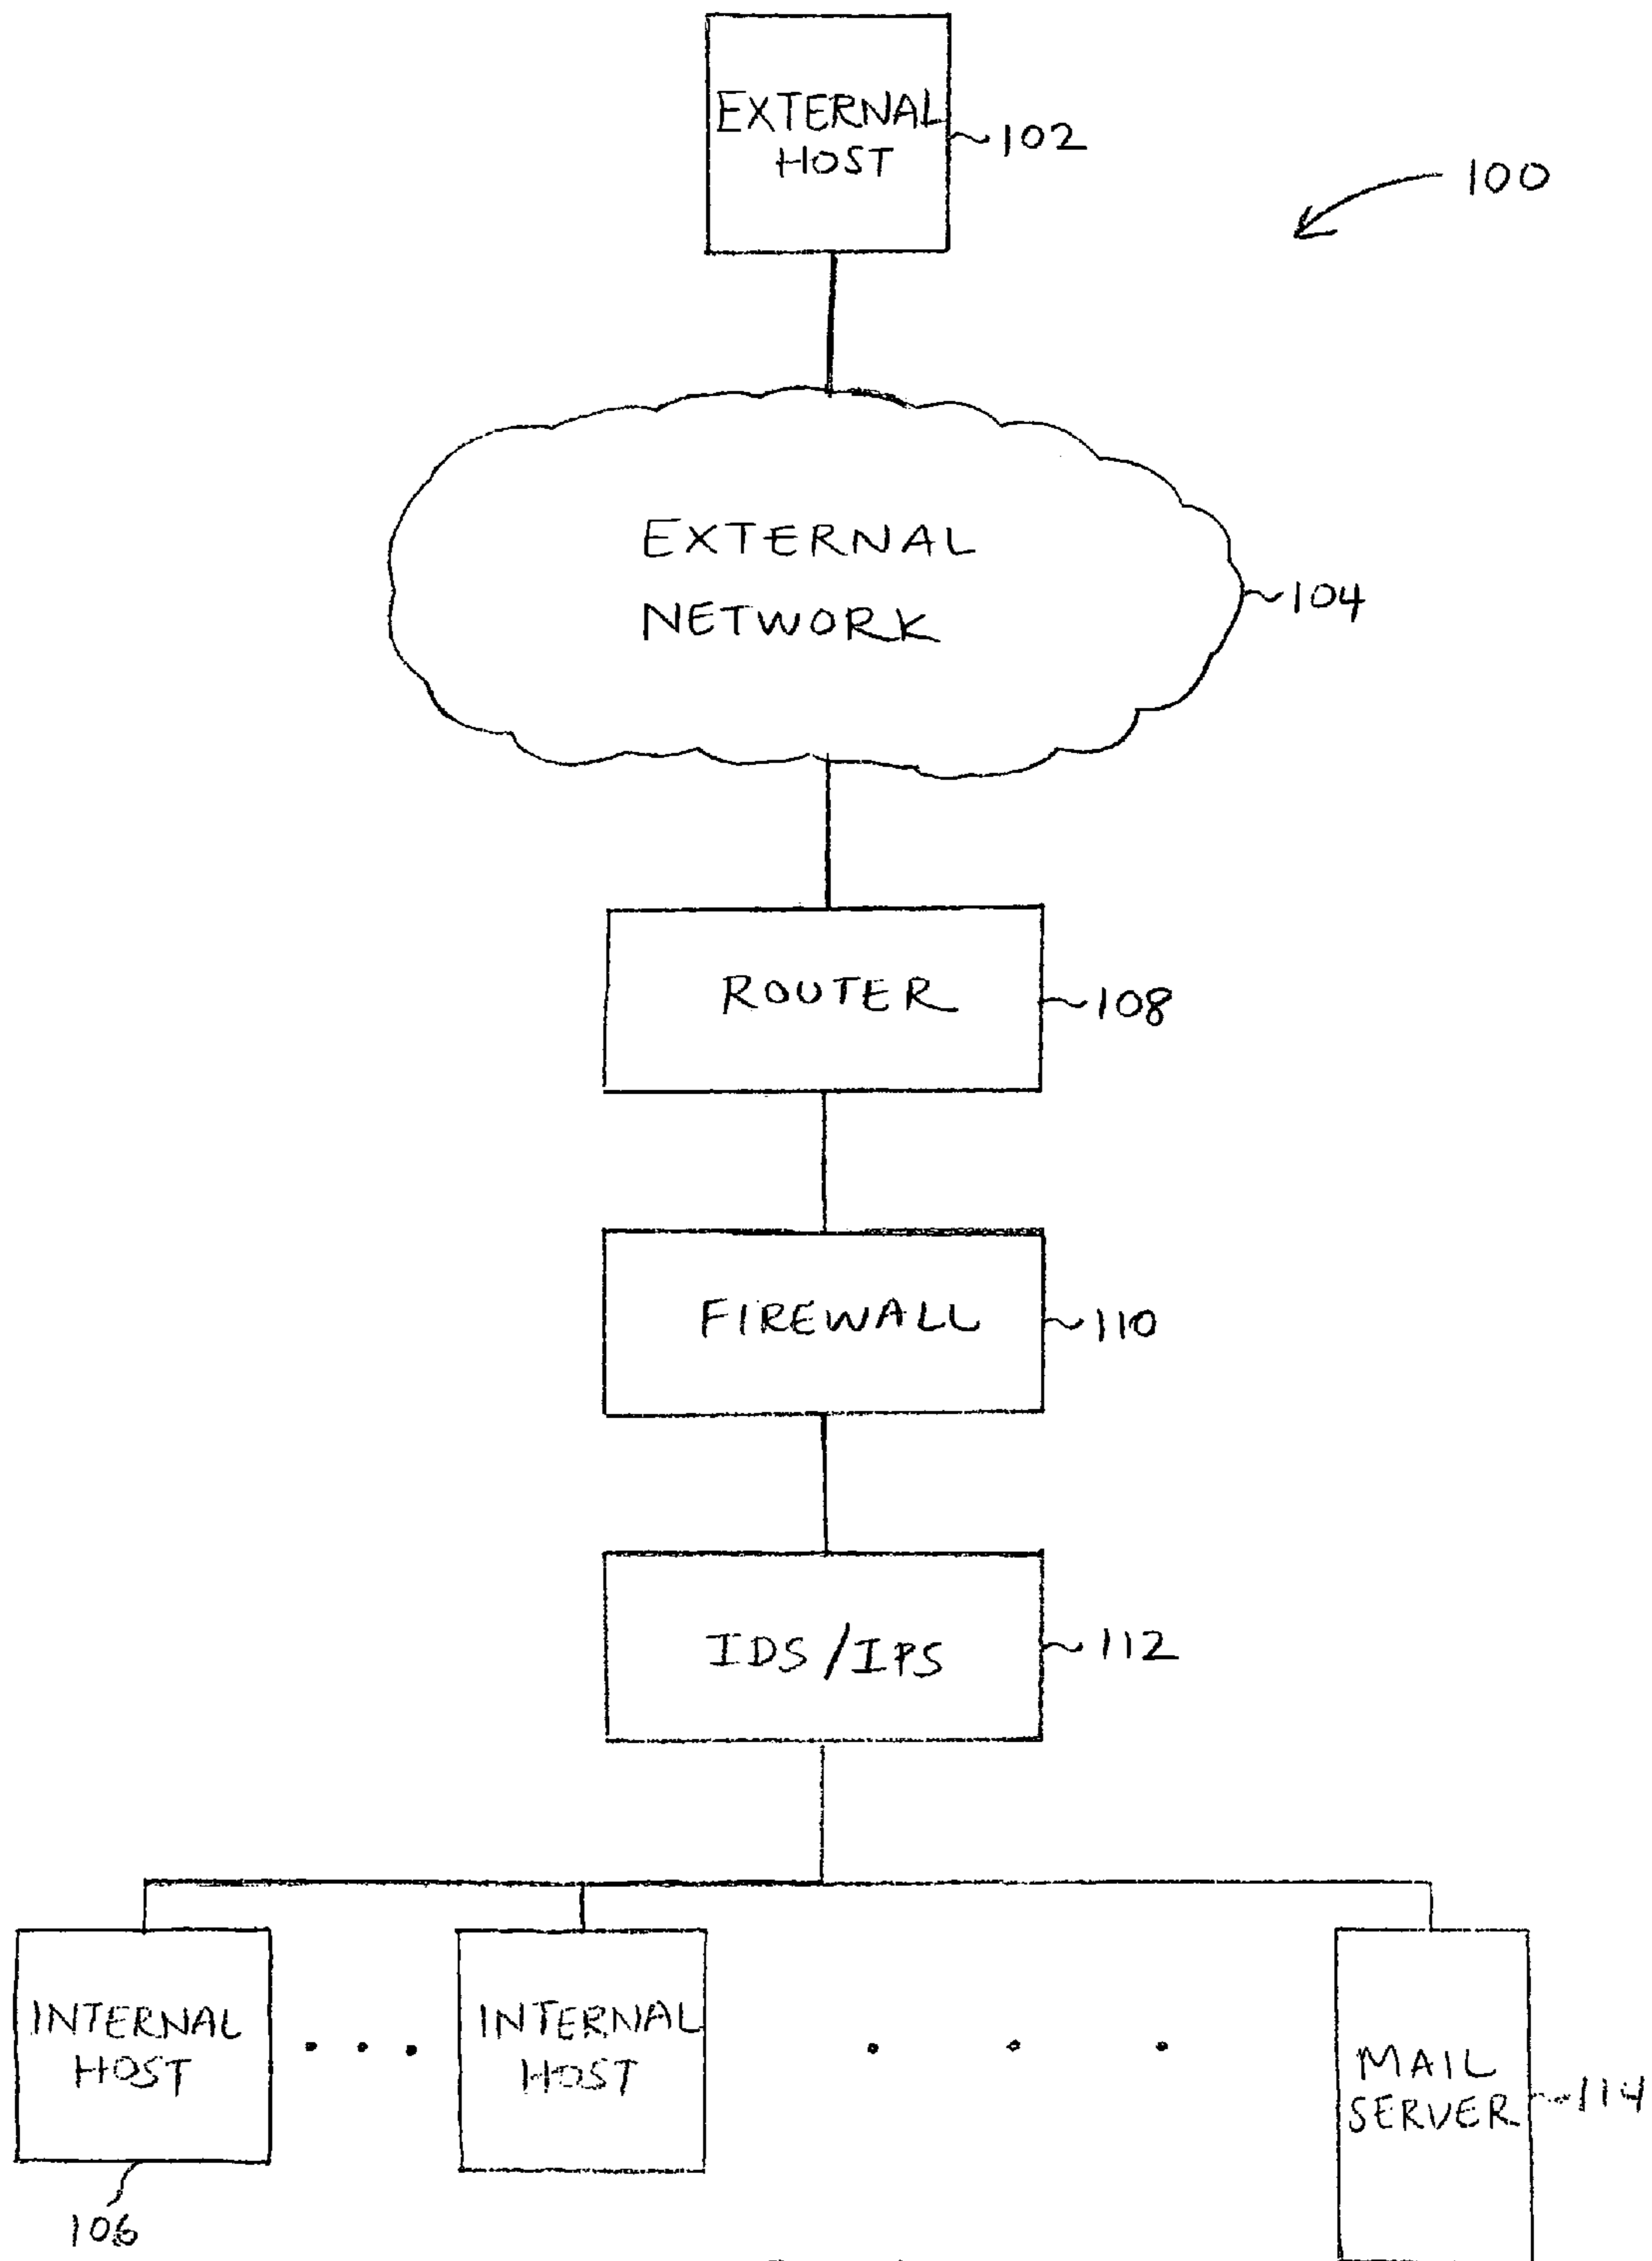 EXTERNAL
HOST
102
100
EXTERNAL
NETWORK
104
ROUTER
108
FIREWALL
110
IDS/IPS
112
INTERNAL
HOST
INTERNAL
HOST
MAIL
SERVER
114
106